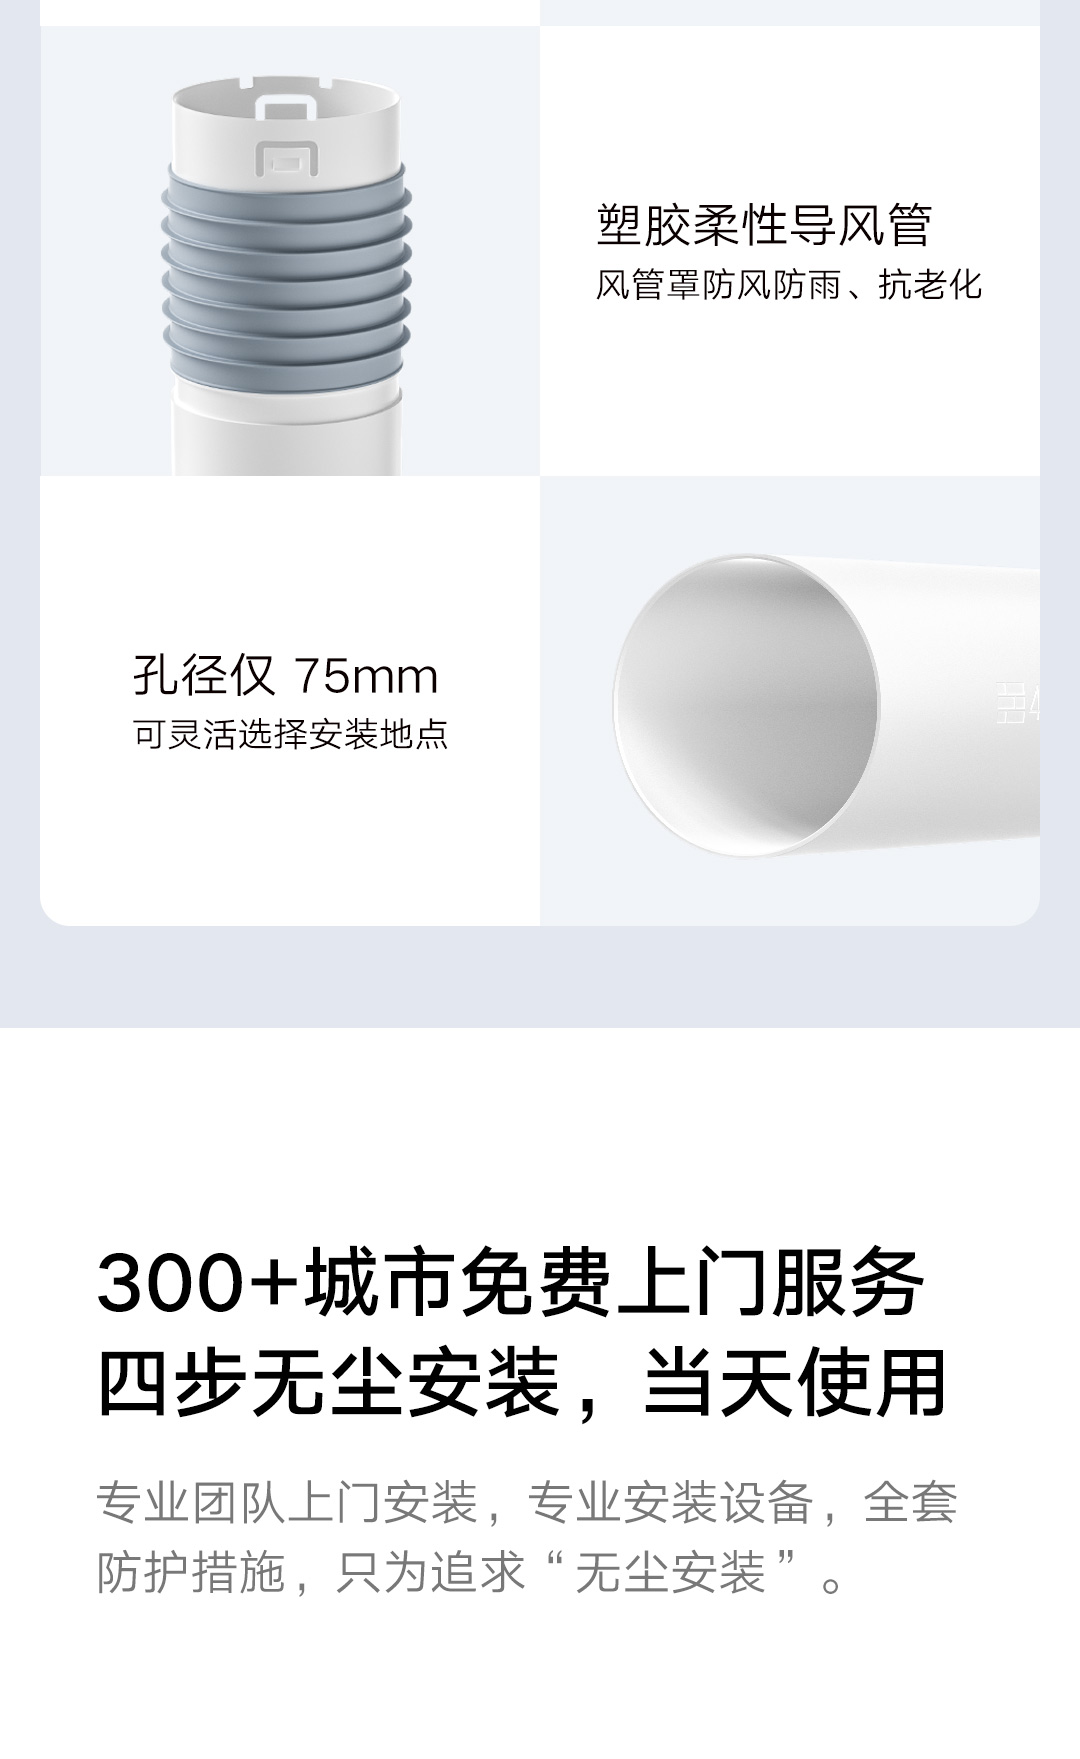 塑胶柔性导风管
风管罩防风防雨、抗老化
孔径仅 75mm
可灵活选择安装地点
300+城市免费上门服务
四步无尘安装，当天使用
专业团队上门安装，专业安装设备，全套
防护措施，只为追求“无尘安装”。